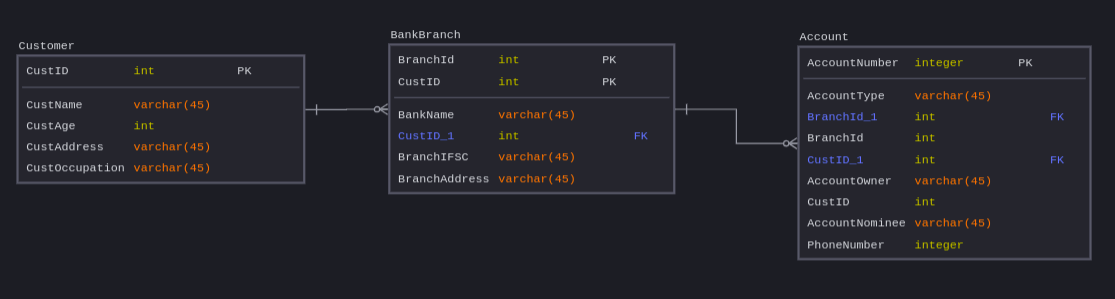 Customer
CustID int PK
CustName varchar(45)
CustAge int
CustAddress varchar(45)
CustOccupation varchar(45)
BankBranch
BranchId int PK
CustID int PK
BankName varchar(45)
CustID_1 int FK
BranchIFSC varchar(45)
BranchAddress varchar(45)
Account
AccountNumber integer PK
AccountType varchar(45)
BranchId_1 int FK
BranchId int
CustID_1 int FK
AccountOwner varchar(45)
CustID int
AccountNominee varchar(45)
PhoneNumber integer